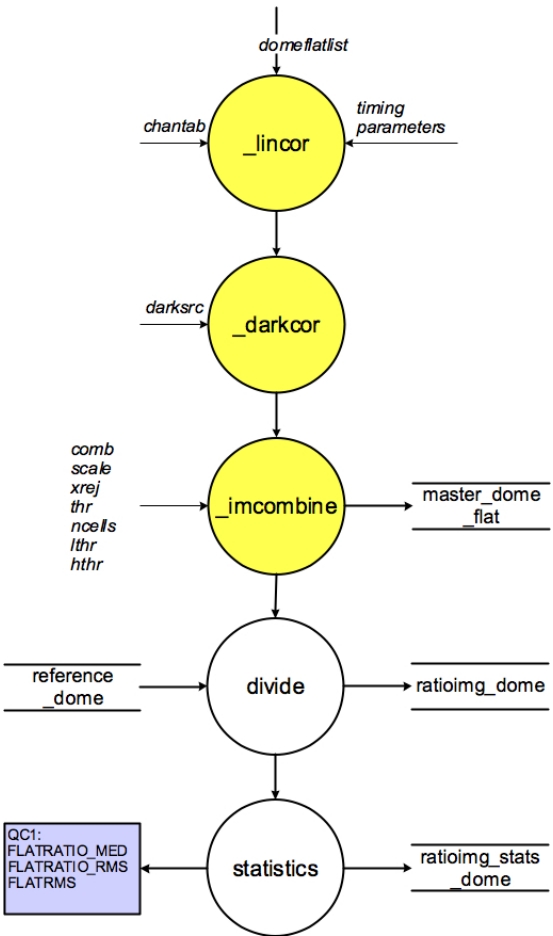 domeflatlist
chantab
_lincor
timing
parameters
darksrc
_darkcor
comb
scale
xrej
thr
ncells
lthr
hthr
_imcombine
master_dome
_flat
reference
_dome
divide
ratioimg_dome
QC1:
FLATRATIO_MED
FLATRATIO_RMS
FLATRMS
statistics
ratioimg_stats
_dome